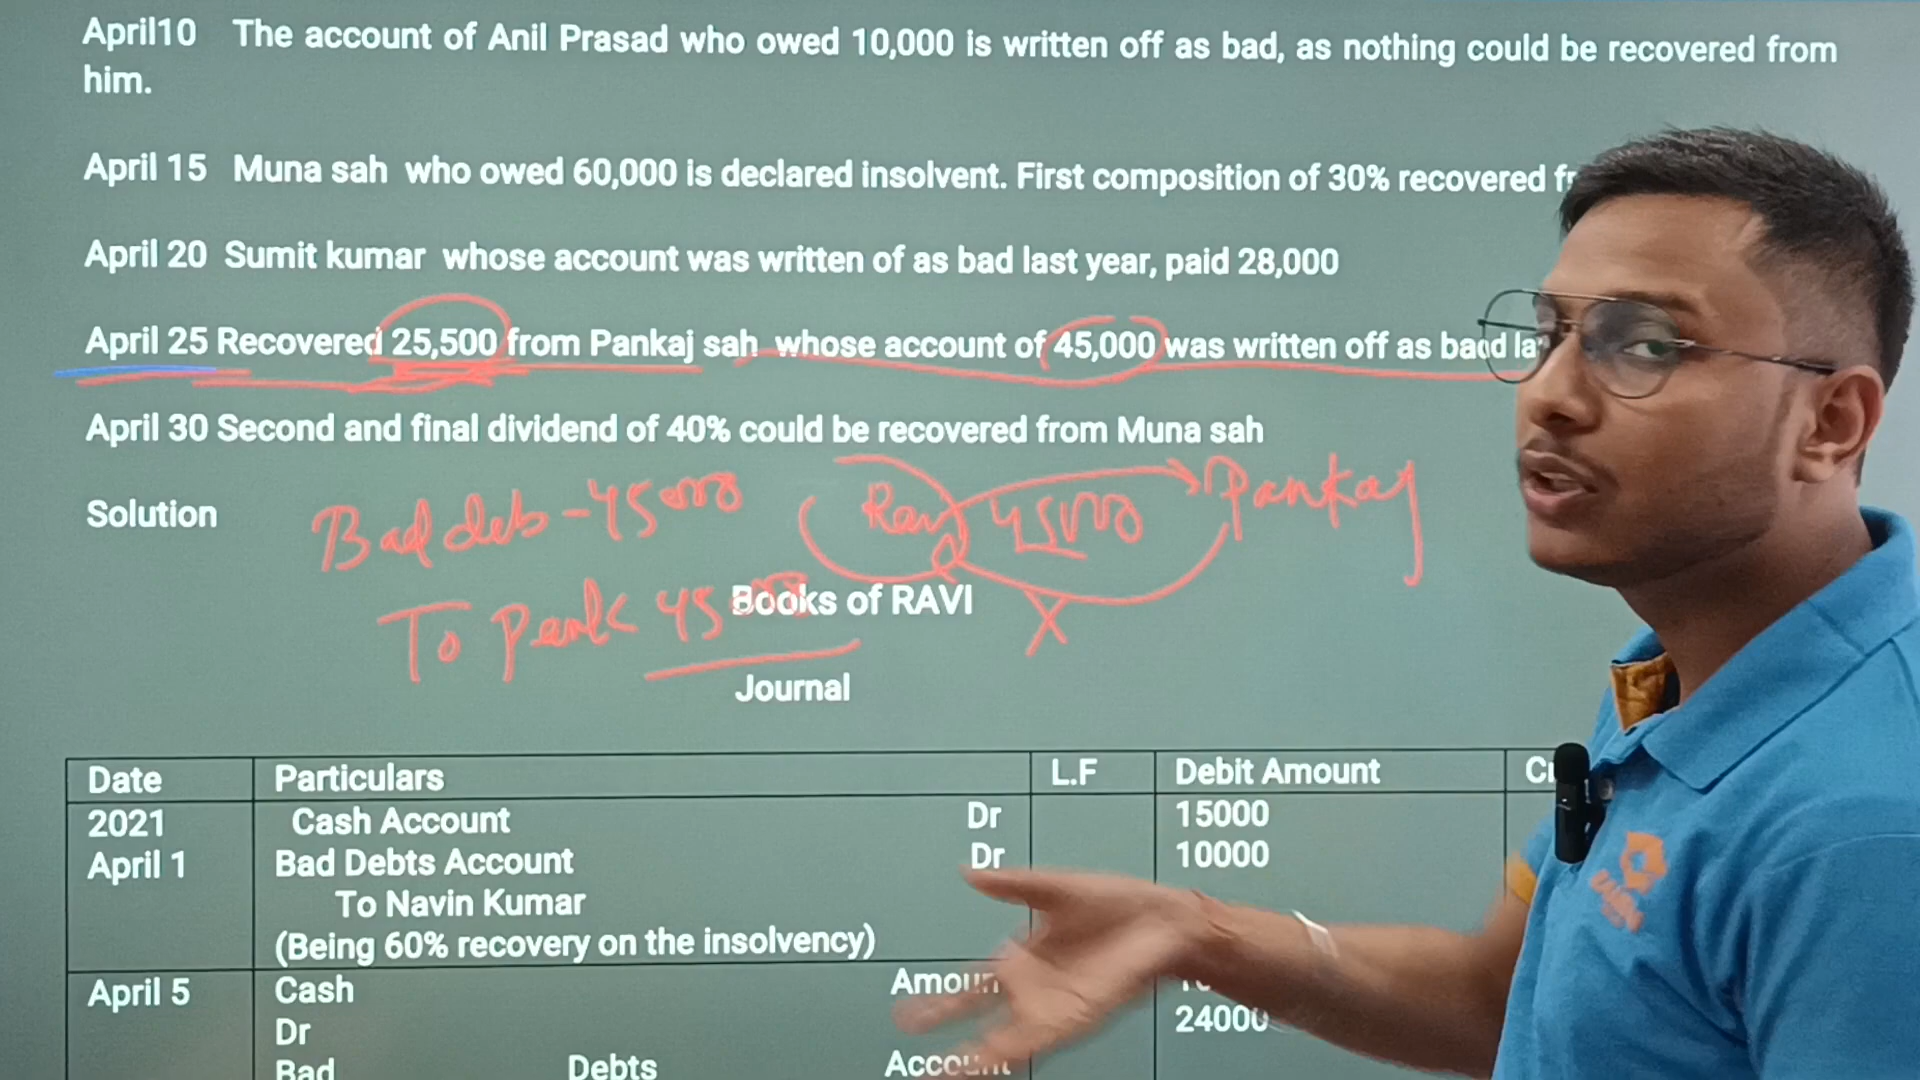 April10 The account of Anil Prasad who owed 10,000 is written off as bad, as nothing could be recovered from
him.
April 15 Muna sah who owed 60,000 is declared insolvent. First composition of 30% recovered
April 20 Sumit kumar whose account was written of as bad last year, paid 28,000
April 25 Recovered 25,500 from Pankaj sah whose account of 45,000 was written off as bad
April 30 Second and final dividend of 40% could be recovered from Muna sah
Solution
Bad deb - 45000
Ravi 45000 Pankaj
To Pank 45000
Books of RAVI
X
Journal
Date Particulars L.F Debit Amount
2021 Cash Account Dr 15000
April 1 Bad Debts Account Dr 10000
To Navin Kumar
(Being 60% recovery on the insolvency)
April 5 Cash
Dr 24000
Bad Debts Account